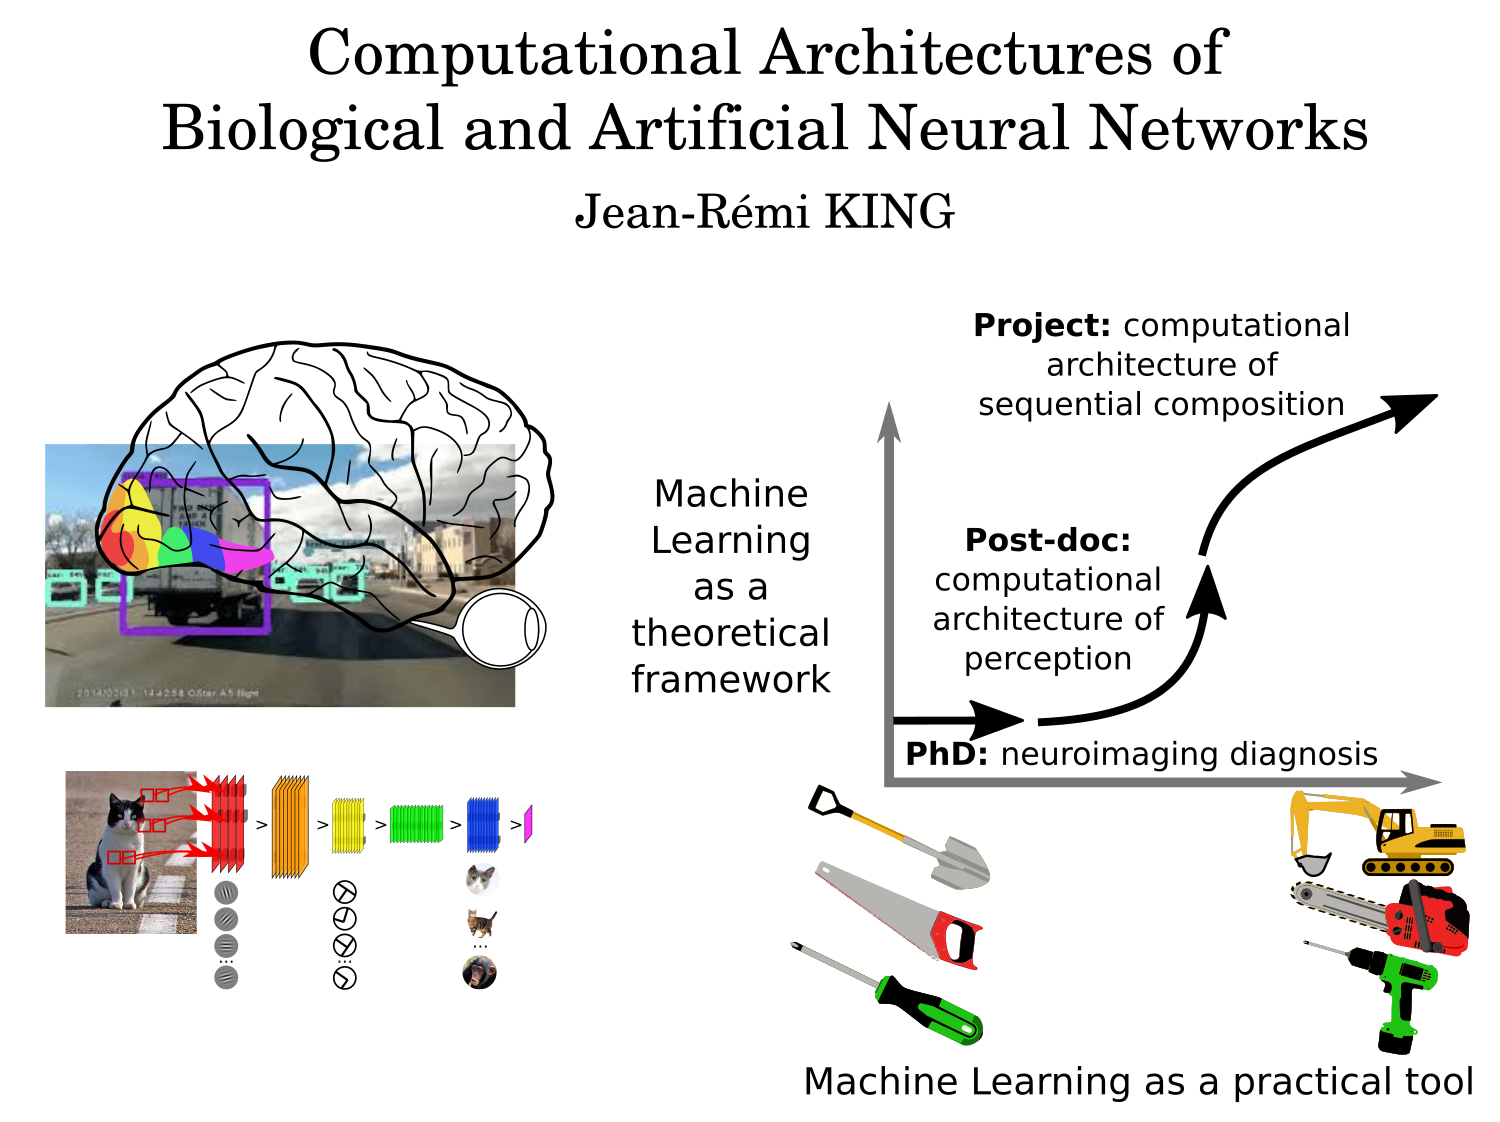 Computational Architectures of
Biological and Artificial Neural Networks
Jean-Rémi KING
Project: computational
architecture of
sequential composition
Machine
Learning
as a
theoretical
framework
Post-doc:
computational
architecture of
perception
PhD: neuroimaging diagnosis
> > > > >
...
...
...
Machine Learning as a practical tool